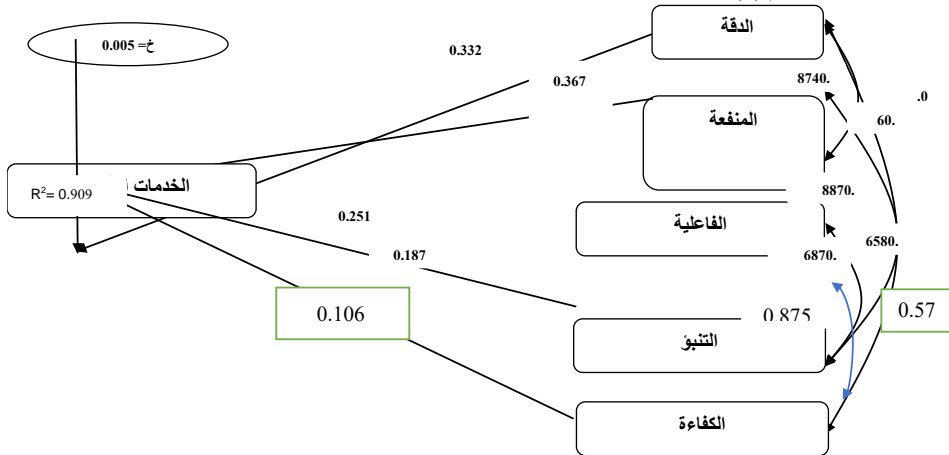 الدقة
خ= 0.005
0.332
0.367
8740.
.0
المنفعة
60.
الخدمات
R²= 0.909
8870.
0.251
الفاعلية
6580.
0.187
6870.
0.106
0.875
0.57
التنبؤ
الكفاءة